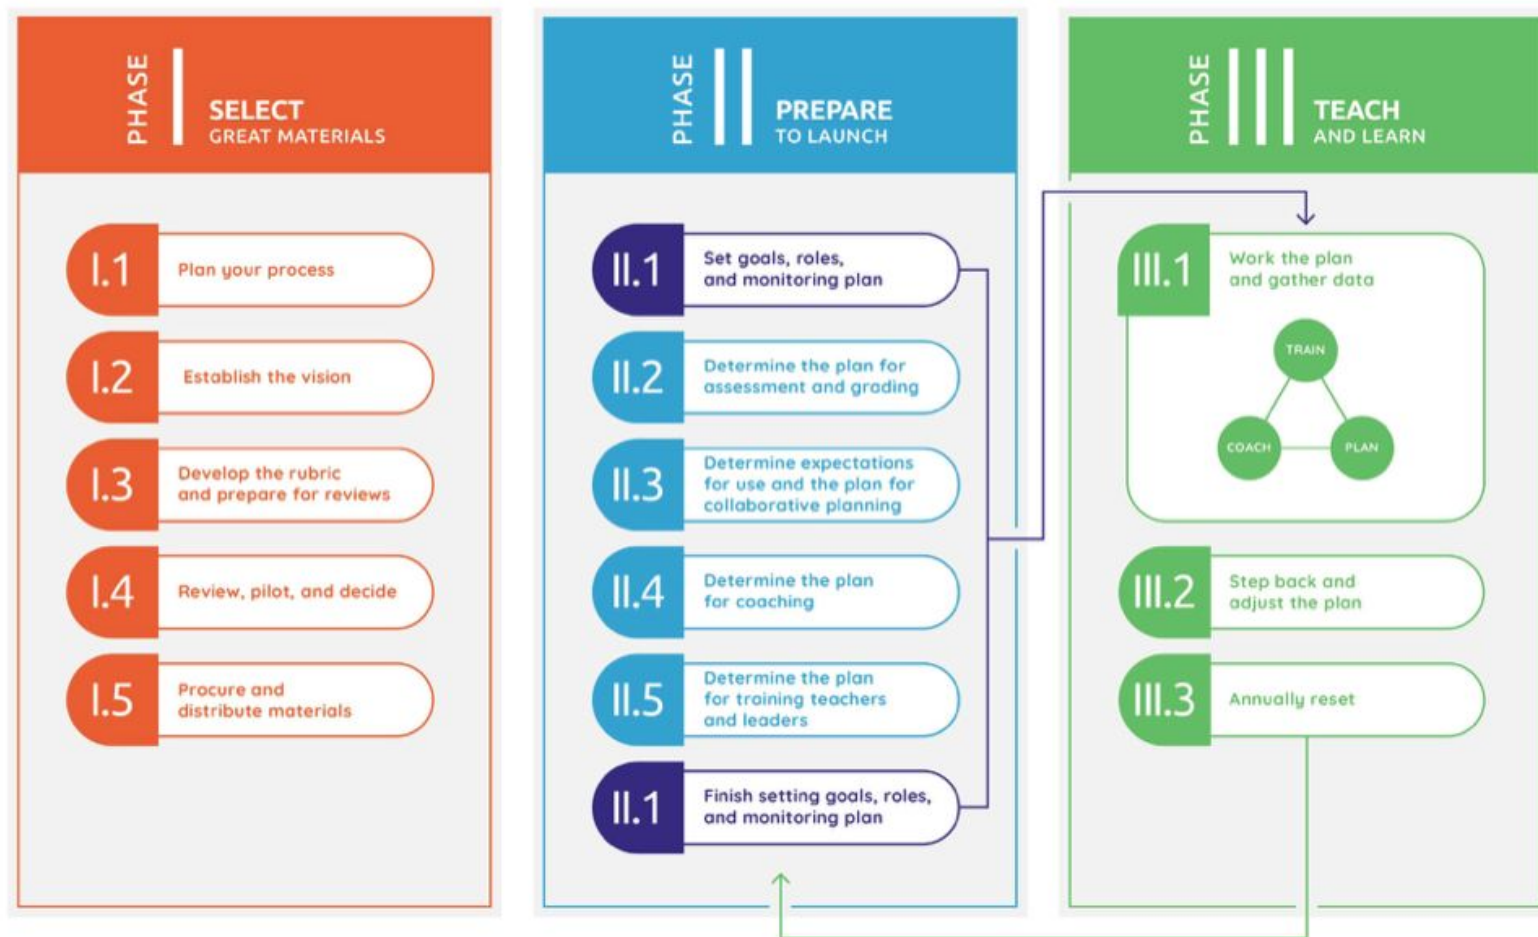 PHASE I
SELECT
GREAT MATERIALS
I.1
Plan your process
I.2
Establish the vision
I.3
Develop the rubric
and prepare for reviews
I.4
Review, pilot, and decide
I.5
Procure and
distribute materials
PHASE II
PREPARE
TO LAUNCH
II.1
Set goals, roles,
and monitoring plan
II.2
Determine the plan for
assessment and grading
II.3
Determine expectations
for use and the plan for
collaborative planning
II.4
Determine the plan
for coaching
II.5
Determine the plan
for training teachers
and leaders
II.1
Finish setting goals, roles,
and monitoring plan
PHASE III
TEACH
AND LEARN
III.1
Work the plan
and gather data
TRAIN
COACH
PLAN
III.2
Step back and
adjust the plan
III.3
Annually reset